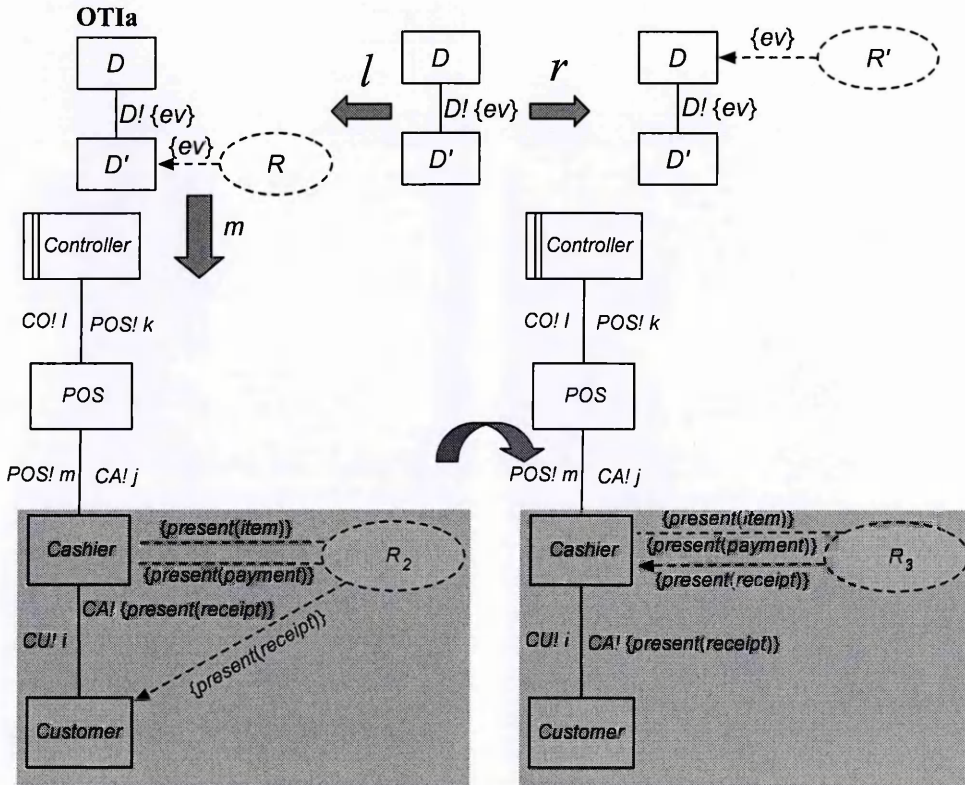 OTIa
D
D! {ev}
D'
{ev}
R
l
D
D! {ev}
D'
r
D
{ev}
R'
D! {ev}
D'
m
Controller
CO! l
POS! k
POS
POS! m
CA! j
Cashier
{present(item)}
{present(payment)}
R2
CA! {present(receipt)}
CU! i
{present(receipt)}
Customer
Controller
CO! l
POS! k
POS
POS! m
CA! j
Cashier
{present(item)}
{present(payment)}
{present(receipt)}
R3
CU! i
CA! {present(receipt)}
Customer